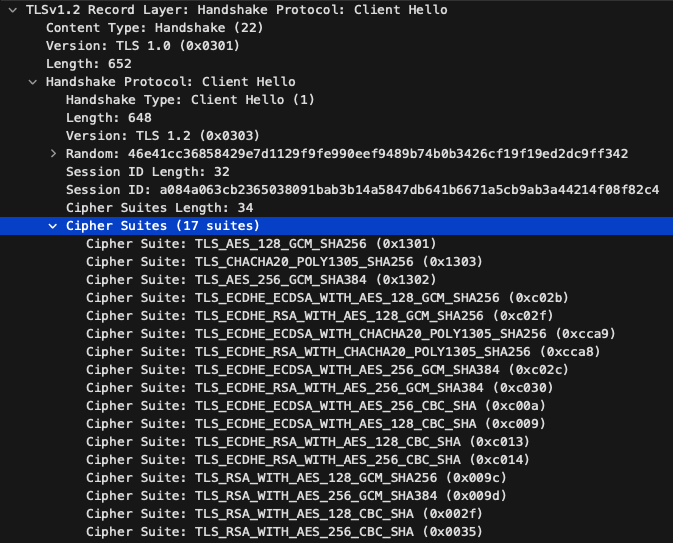 TLSv1.2 Record Layer: Handshake Protocol: Client Hello
Content Type: Handshake (22)
Version: TLS 1.0 (0x0301)
Length: 652
Handshake Protocol: Client Hello
Handshake Type: Client Hello (1)
Length: 648
Version: TLS 1.2 (0x0303)
Random: 46e41cc36858429e7d1129f9fe990eef9489b74b0b3426cf19f19ed2dc9ff342
Session ID Length: 32
Session ID: a084a063cb2365038091bab3b14a5847db641b6671a5cb9ab3a44214f08f82c4
Cipher Suites Length: 34
Cipher Suites (17 suites)
Cipher Suite: TLS_AES_128_GCM_SHA256 (0x1301)
Cipher Suite: TLS_CHACHA20_POLY1305_SHA256 (0x1303)
Cipher Suite: TLS_AES_256_GCM_SHA384 (0x1302)
Cipher Suite: TLS_ECDHE_ECDSA_WITH_AES_128_GCM_SHA256 (0xc02b)
Cipher Suite: TLS_ECDHE_RSA_WITH_AES_128_GCM_SHA256 (0xc02f)
Cipher Suite: TLS_ECDHE_ECDSA_WITH_CHACHA20_POLY1305_SHA256 (0xcca9)
Cipher Suite: TLS_ECDHE_RSA_WITH_CHACHA20_POLY1305_SHA256 (0xcca8)
Cipher Suite: TLS_ECDHE_ECDSA_WITH_AES_256_GCM_SHA384 (0xc02c)
Cipher Suite: TLS_ECDHE_RSA_WITH_AES_256_GCM_SHA384 (0xc030)
Cipher Suite: TLS_ECDHE_ECDSA_WITH_AES_256_CBC_SHA (0xc00a)
Cipher Suite: TLS_ECDHE_ECDSA_WITH_AES_128_CBC_SHA (0xc009)
Cipher Suite: TLS_ECDHE_RSA_WITH_AES_128_CBC_SHA (0xc013)
Cipher Suite: TLS_ECDHE_RSA_WITH_AES_256_CBC_SHA (0xc014)
Cipher Suite: TLS_RSA_WITH_AES_128_GCM_SHA256 (0x009c)
Cipher Suite: TLS_RSA_WITH_AES_256_GCM_SHA384 (0x009d)
Cipher Suite: TLS_RSA_WITH_AES_128_CBC_SHA (0x002f)
Cipher Suite: TLS_RSA_WITH_AES_256_CBC_SHA (0x0035)